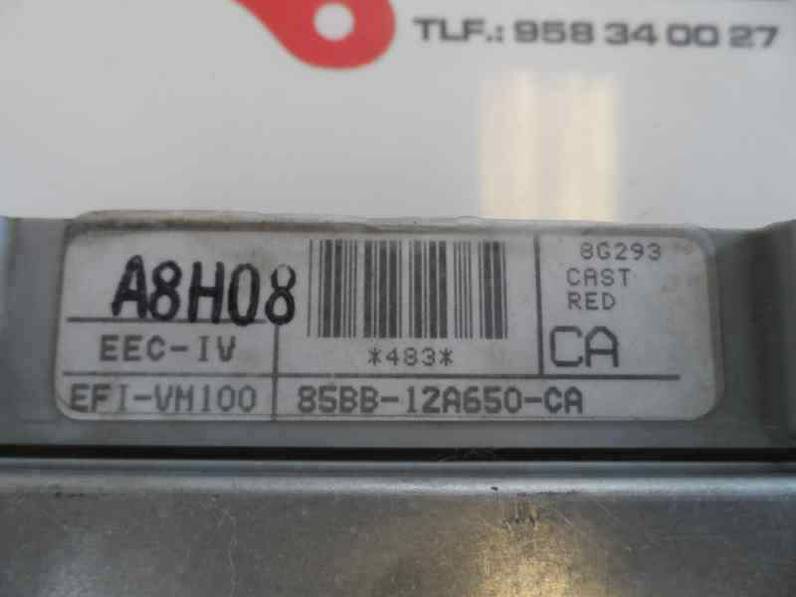 TLF.: 958 34 00 27
A8H08
8G293
CAST
RED
EEC-IV
*483*
CA
EFI-VM100
85BB-12A650-CA